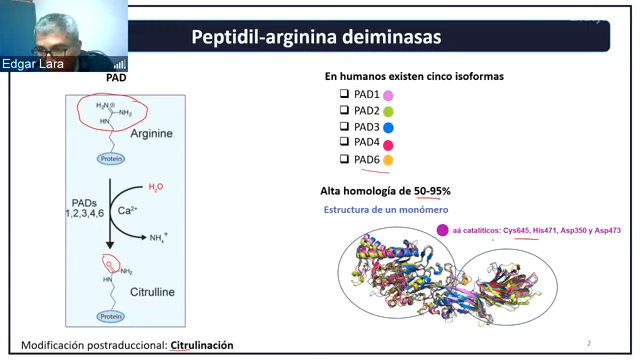 Peptidil-arginina deiminasas
Edgar Lara
PAD
H₂N
NH₂
HN
Arginine
Protein
PADs
1,2,3,4,6
H₂O
Ca²⁺
NH₄⁺
O
NH₂
HN
Citrulline
Protein
Modificación postraduccional: Citrulinación
En humanos existen cinco isoformas
PAD1
PAD2
PAD3
PAD4
PAD6
Alta homología de 50-95%
Estructura de un monómero
aá catalíticos: Cys645, His471, Asp350 y Asp473
2